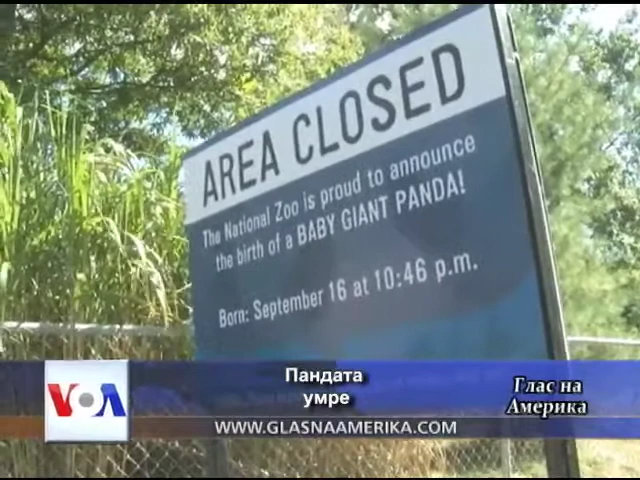 AREA CLOSED
The National Zoo is proud to announce
the birth of a BABY GIANT PANDA!
Born: September 16 at 10:46 p.m.
VOA
Пандата
умре
Глас на
Америка
WWW.GLASNAAMERIKA.COM